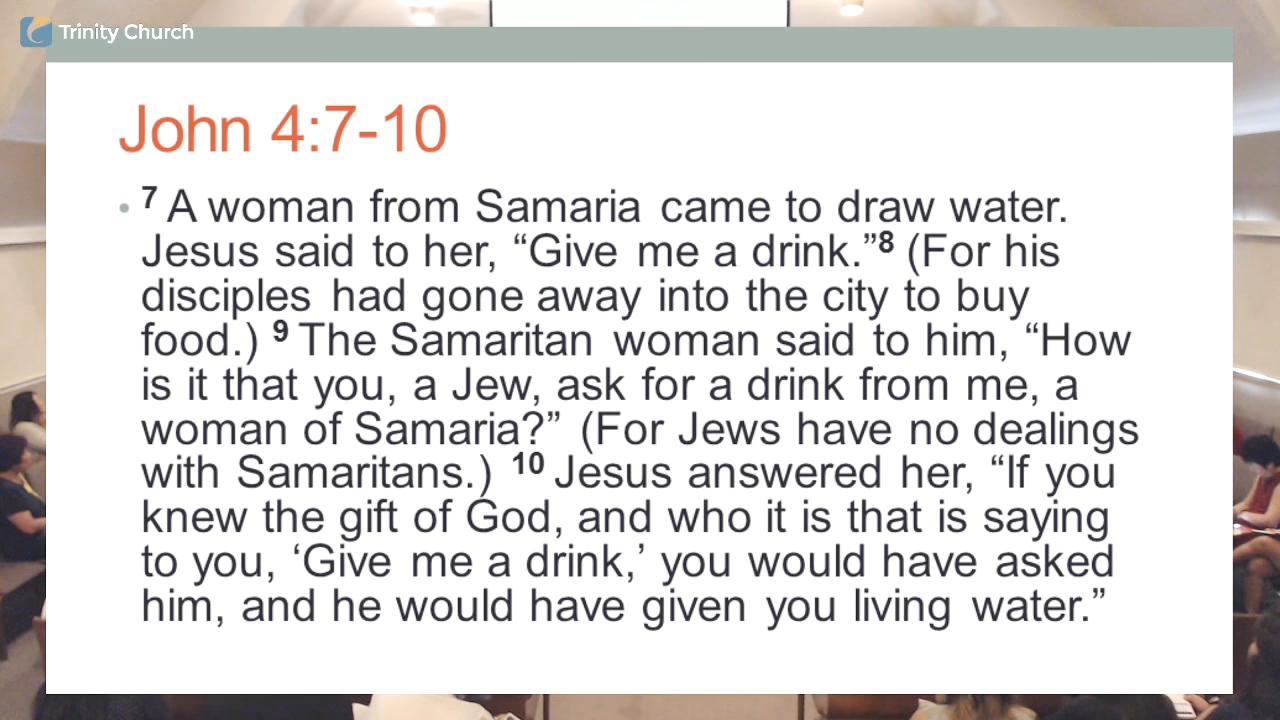 Trinity Church
John 4:7-10
• 7 A woman from Samaria came to draw water.
Jesus said to her, “Give me a drink.”8 (For his
disciples had gone away into the city to buy
food.) 9 The Samaritan woman said to him, “How
is it that you, a Jew, ask for a drink from me, a
woman of Samaria?” (For Jews have no dealings
with Samaritans.) 10 Jesus answered her, “If you
knew the gift of God, and who it is that is saying
to you, ‘Give me a drink,’ you would have asked
him, and he would have given you living water.”